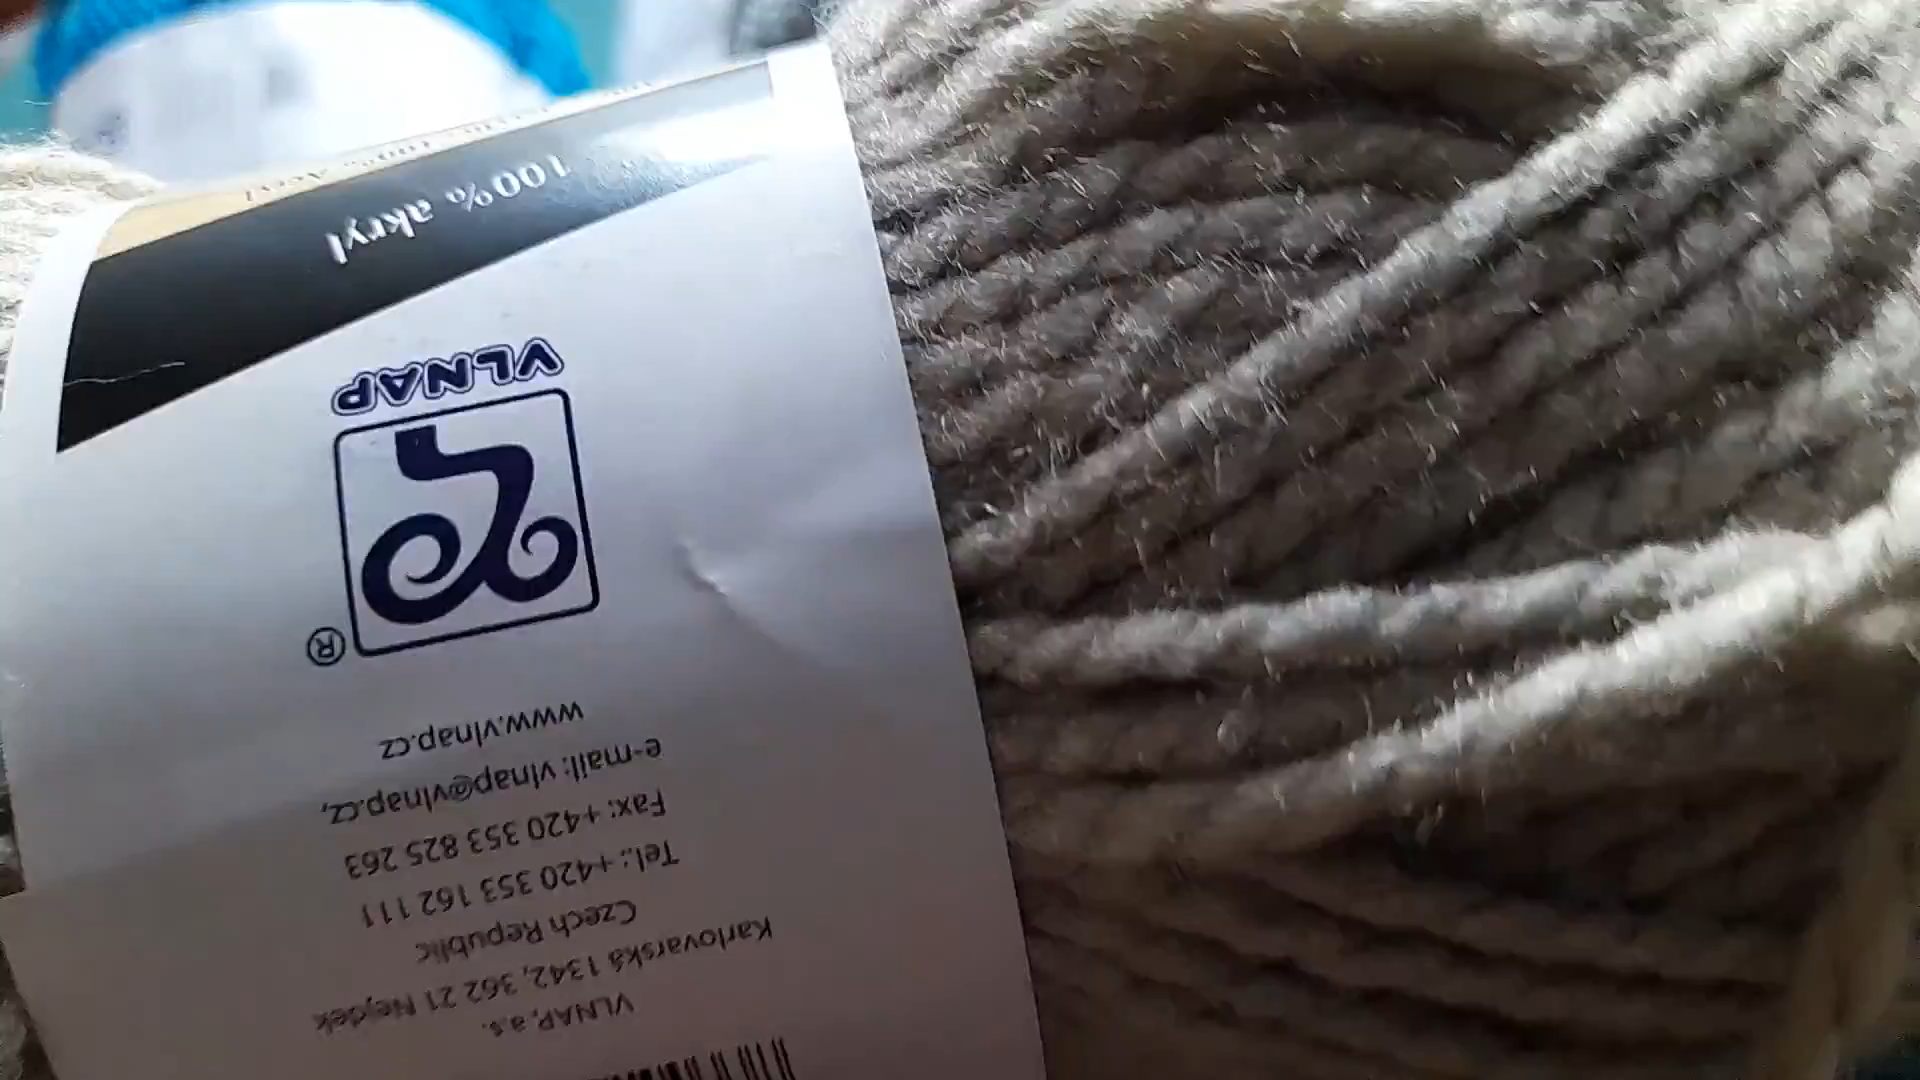 VLNAP, a.s.
Karlovarská 1342, 362 21 Nejdek
Czech Republic
Tel.: +420 353 162 111
Fax: +420 353 825 263
e-mail: vlnap@vlnap.cz,
www.vlnap.cz
®
VLNAP
100% akryl